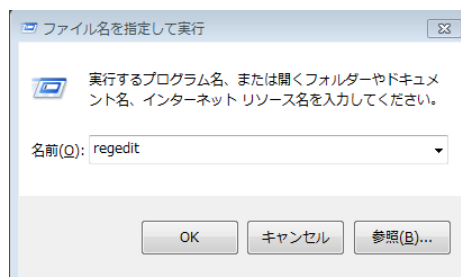 ファイル名を指定して実行
実行するプログラム名、または開くフォルダーやドキュメ
ント名、インターネット リソース名を入力してください。
名前(O): regedit
OK キャンセル 参照(B)...